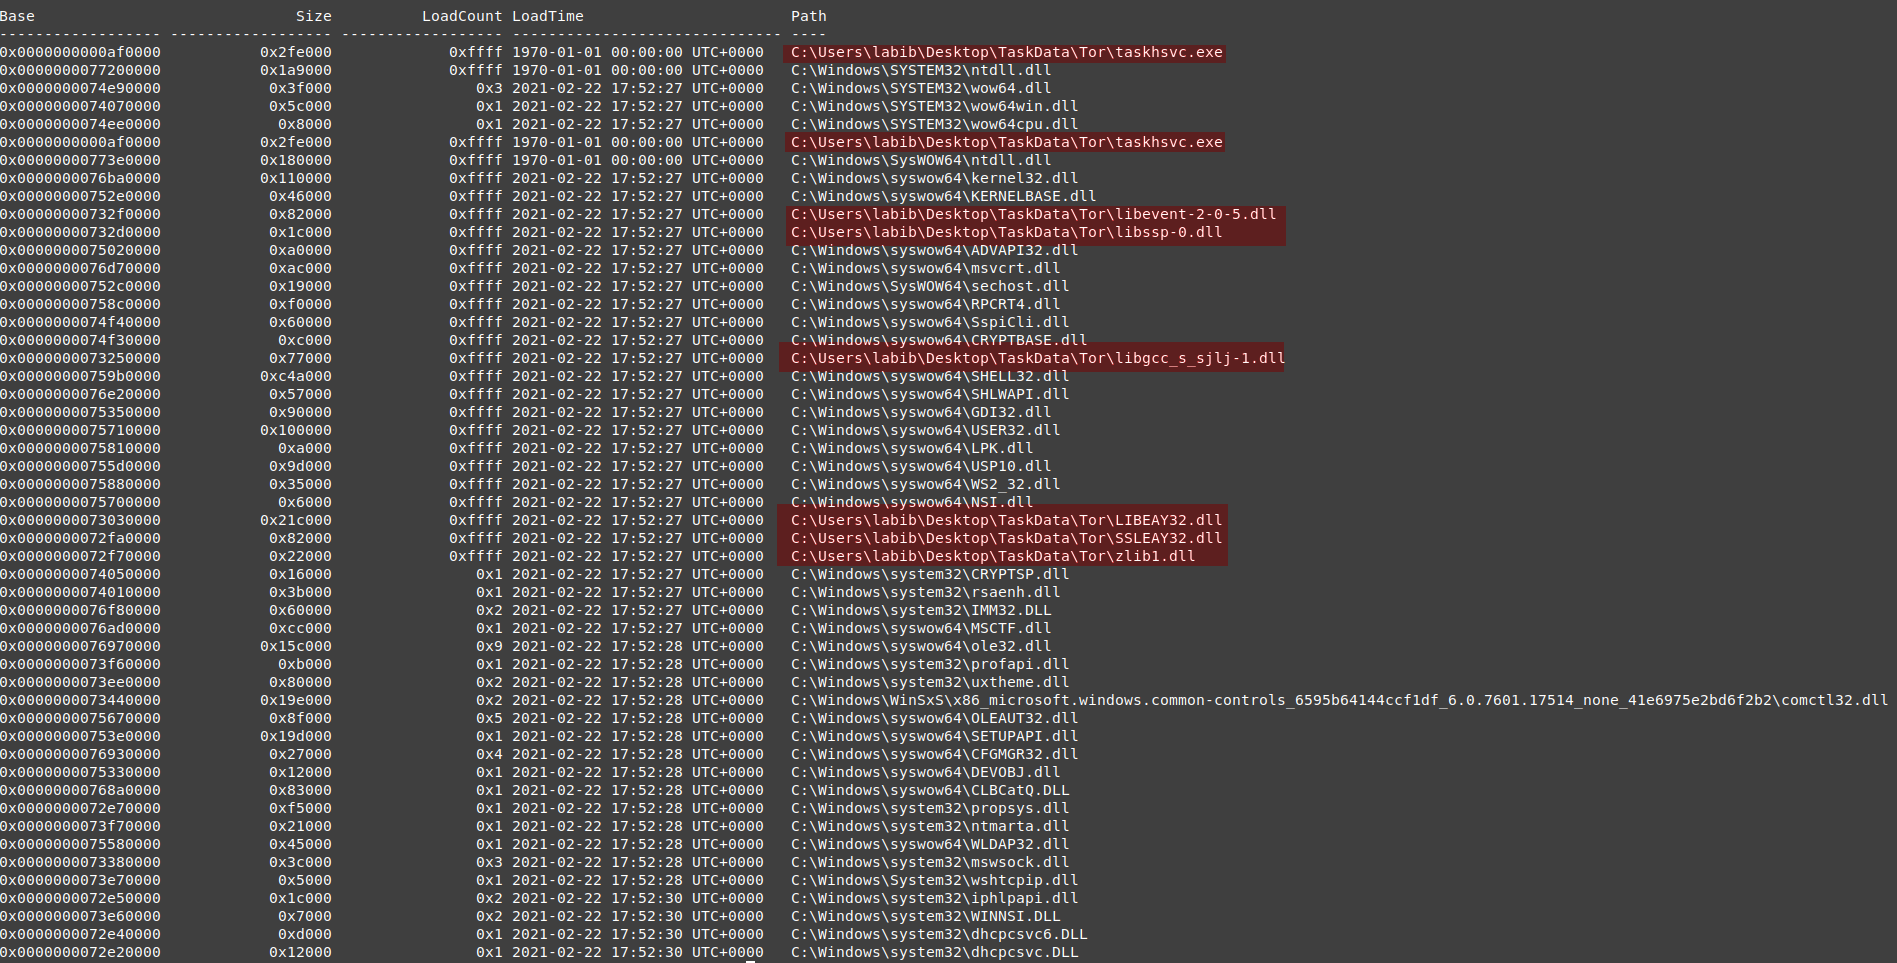 Base Size LoadCount LoadTime Path
------------------ ------------------ ------------------ ------------------------------ ----
0x0000000000af0000 0x2fe000 0xffff 1970-01-01 00:00:00 UTC+0000 C:\Users\labib\Desktop\TaskData\Tor\taskhsvc.exe
0x0000000077200000 0x1a9000 0xffff 1970-01-01 00:00:00 UTC+0000 C:\Windows\SYSTEM32\ntdll.dll
0x0000000074e90000 0x3f000 0x3 2021-02-22 17:52:27 UTC+0000 C:\Windows\SYSTEM32\wow64.dll
0x0000000074070000 0x5c000 0x1 2021-02-22 17:52:27 UTC+0000 C:\Windows\SYSTEM32\wow64win.dll
0x0000000074ee0000 0x8000 0x1 2021-02-22 17:52:27 UTC+0000 C:\Windows\SYSTEM32\wow64cpu.dll
0x0000000000af0000 0x2fe000 0xffff 1970-01-01 00:00:00 UTC+0000 C:\Users\labib\Desktop\TaskData\Tor\taskhsvc.exe
0x00000000773e0000 0x180000 0xffff 1970-01-01 00:00:00 UTC+0000 C:\Windows\SysWOW64\ntdll.dll
0x0000000076ba0000 0x110000 0xffff 2021-02-22 17:52:27 UTC+0000 C:\Windows\syswow64\kernel32.dll
0x00000000752e0000 0x46000 0xffff 2021-02-22 17:52:27 UTC+0000 C:\Windows\syswow64\KERNELBASE.dll
0x00000000732f0000 0x82000 0xffff 2021-02-22 17:52:27 UTC+0000 C:\Users\labib\Desktop\TaskData\Tor\libevent-2-0-5.dll
0x00000000732d0000 0x1c000 0xffff 2021-02-22 17:52:27 UTC+0000 C:\Users\labib\Desktop\TaskData\Tor\libssp-0.dll
0x0000000075020000 0xa0000 0xffff 2021-02-22 17:52:27 UTC+0000 C:\Windows\syswow64\ADVAPI32.dll
0x0000000076d70000 0xac000 0xffff 2021-02-22 17:52:27 UTC+0000 C:\Windows\syswow64\msvcrt.dll
0x00000000752c0000 0x19000 0xffff 2021-02-22 17:52:27 UTC+0000 C:\Windows\SysWOW64\sechost.dll
0x00000000758c0000 0xf0000 0xffff 2021-02-22 17:52:27 UTC+0000 C:\Windows\syswow64\RPCRT4.dll
0x0000000074f40000 0x60000 0xffff 2021-02-22 17:52:27 UTC+0000 C:\Windows\syswow64\SspiCli.dll
0x0000000074f30000 0xc000 0xffff 2021-02-22 17:52:27 UTC+0000 C:\Windows\syswow64\CRYPTBASE.dll
0x0000000073250000 0x77000 0xffff 2021-02-22 17:52:27 UTC+0000 C:\Users\labib\Desktop\TaskData\Tor\libgcc_s_sjlj-1.dll
0x00000000759b0000 0xc4a000 0xffff 2021-02-22 17:52:27 UTC+0000 C:\Windows\syswow64\SHELL32.dll
0x0000000076e20000 0x57000 0xffff 2021-02-22 17:52:27 UTC+0000 C:\Windows\syswow64\SHLWAPI.dll
0x0000000075350000 0x90000 0xffff 2021-02-22 17:52:27 UTC+0000 C:\Windows\syswow64\GDI32.dll
0x0000000075710000 0x100000 0xffff 2021-02-22 17:52:27 UTC+0000 C:\Windows\syswow64\USER32.dll
0x0000000075810000 0xa000 0xffff 2021-02-22 17:52:27 UTC+0000 C:\Windows\syswow64\LPK.dll
0x00000000755d0000 0x9d000 0xffff 2021-02-22 17:52:27 UTC+0000 C:\Windows\syswow64\USP10.dll
0x0000000075880000 0x35000 0xffff 2021-02-22 17:52:27 UTC+0000 C:\Windows\syswow64\WS2_32.dll
0x0000000075700000 0x6000 0xffff 2021-02-22 17:52:27 UTC+0000 C:\Windows\syswow64\NSI.dll
0x0000000073030000 0x21c000 0xffff 2021-02-22 17:52:27 UTC+0000 C:\Users\labib\Desktop\TaskData\Tor\LIBEAY32.dll
0x0000000072fa0000 0x82000 0xffff 2021-02-22 17:52:27 UTC+0000 C:\Users\labib\Desktop\TaskData\Tor\SSLEAY32.dll
0x0000000072f70000 0x22000 0xffff 2021-02-22 17:52:27 UTC+0000 C:\Users\labib\Desktop\TaskData\Tor\zlib1.dll
0x0000000074050000 0x16000 0x1 2021-02-22 17:52:27 UTC+0000 C:\Windows\system32\CRYPTSP.dll
0x0000000074010000 0x3b000 0x1 2021-02-22 17:52:27 UTC+0000 C:\Windows\system32\rsaenh.dll
0x0000000076f80000 0x60000 0x2 2021-02-22 17:52:27 UTC+0000 C:\Windows\system32\IMM32.DLL
0x0000000076ad0000 0xcc000 0x1 2021-02-22 17:52:27 UTC+0000 C:\Windows\syswow64\MSCTF.dll
0x0000000076970000 0x15c000 0x9 2021-02-22 17:52:28 UTC+0000 C:\Windows\syswow64\ole32.dll
0x0000000073f60000 0xb000 0x1 2021-02-22 17:52:28 UTC+0000 C:\Windows\system32\profapi.dll
0x0000000073ee0000 0x80000 0x2 2021-02-22 17:52:28 UTC+0000 C:\Windows\system32\uxtheme.dll
0x0000000073440000 0x19e000 0x2 2021-02-22 17:52:28 UTC+0000 C:\Windows\WinSxS\x86_microsoft.windows.common-controls_6595b64144ccf1df_6.0.7601.17514_none_41e6975e2bd6f2b2\comctl32.dll
0x0000000075670000 0x8f000 0x5 2021-02-22 17:52:28 UTC+0000 C:\Windows\syswow64\OLEAUT32.dll
0x00000000753e0000 0x19d000 0x1 2021-02-22 17:52:28 UTC+0000 C:\Windows\syswow64\SETUPAPI.dll
0x0000000076930000 0x27000 0x4 2021-02-22 17:52:28 UTC+0000 C:\Windows\syswow64\CFGMGR32.dll
0x0000000075330000 0x12000 0x1 2021-02-22 17:52:28 UTC+0000 C:\Windows\syswow64\DEVOBJ.dll
0x00000000768a0000 0x83000 0x1 2021-02-22 17:52:28 UTC+0000 C:\Windows\syswow64\CLBCatQ.DLL
0x0000000072e70000 0xf5000 0x1 2021-02-22 17:52:28 UTC+0000 C:\Windows\system32\propsys.dll
0x0000000073f70000 0x21000 0x1 2021-02-22 17:52:28 UTC+0000 C:\Windows\system32\ntmarta.dll
0x0000000075580000 0x45000 0x1 2021-02-22 17:52:28 UTC+0000 C:\Windows\syswow64\WLDAP32.dll
0x0000000073380000 0x3c000 0x3 2021-02-22 17:52:28 UTC+0000 C:\Windows\system32\mswsock.dll
0x0000000073e70000 0x5000 0x1 2021-02-22 17:52:28 UTC+0000 C:\Windows\System32\wshtcpip.dll
0x0000000072e50000 0x1c000 0x2 2021-02-22 17:52:30 UTC+0000 C:\Windows\system32\iphlpapi.dll
0x0000000073e60000 0x7000 0x2 2021-02-22 17:52:30 UTC+0000 C:\Windows\system32\WINNSI.DLL
0x0000000072e40000 0xd000 0x1 2021-02-22 17:52:30 UTC+0000 C:\Windows\system32\dhcpcsvc6.DLL
0x0000000072e20000 0x12000 0x1 2021-02-22 17:52:30 UTC+0000 C:\Windows\system32\dhcpcsvc.DLL